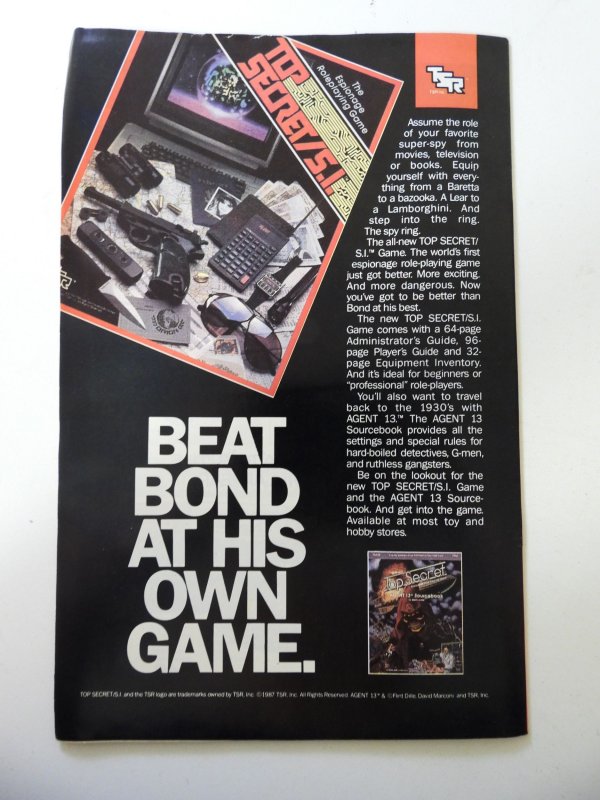 TOP
SECRET/S.I.
The
Espionage
Roleplaying Game
TSR
TSR, Inc.
Assume the role
of your favorite
super-spy from
movies, television
or books. Equip
yourself with every-
thing from a Baretta
to a bazooka. A Lear to
a Lamborghini. And
step into the ring.
The spy ring.
The all-new TOP SECRET/
S.I.™ Game. The world's first
espionage role-playing game
just got better. More exciting.
And more dangerous. Now
you've got to be better than
Bond at his best.
The new TOP SECRET/S.I.
Game comes with a 64-page
Administrator's Guide, 96-
page Player's Guide and 32-
page Equipment Inventory.
And it's ideal for beginners or
"professional" role-players.
You'll also want to travel
back to the 1930's with
AGENT 13.™ The AGENT 13
Sourcebook provides all the
settings and special rules for
hard-boiled detectives, G-men,
and ruthless gangsters.
Be on the lookout for the
new TOP SECRET/S.I. Game
and the AGENT 13 Source-
book. And get into the game.
Available at most toy and
hobby stores.
BEAT
BOND
AT HIS
OWN
GAME.
Top Secret
AGENT 13™ Sourcebook
TOP SECRET/S.I. and the TSR logo are trademarks owned by TSR, Inc. ©1987 TSR, Inc. All Rights Reserved. AGENT 13™ & ©Flint Dille, David Marconi and TSR, Inc.